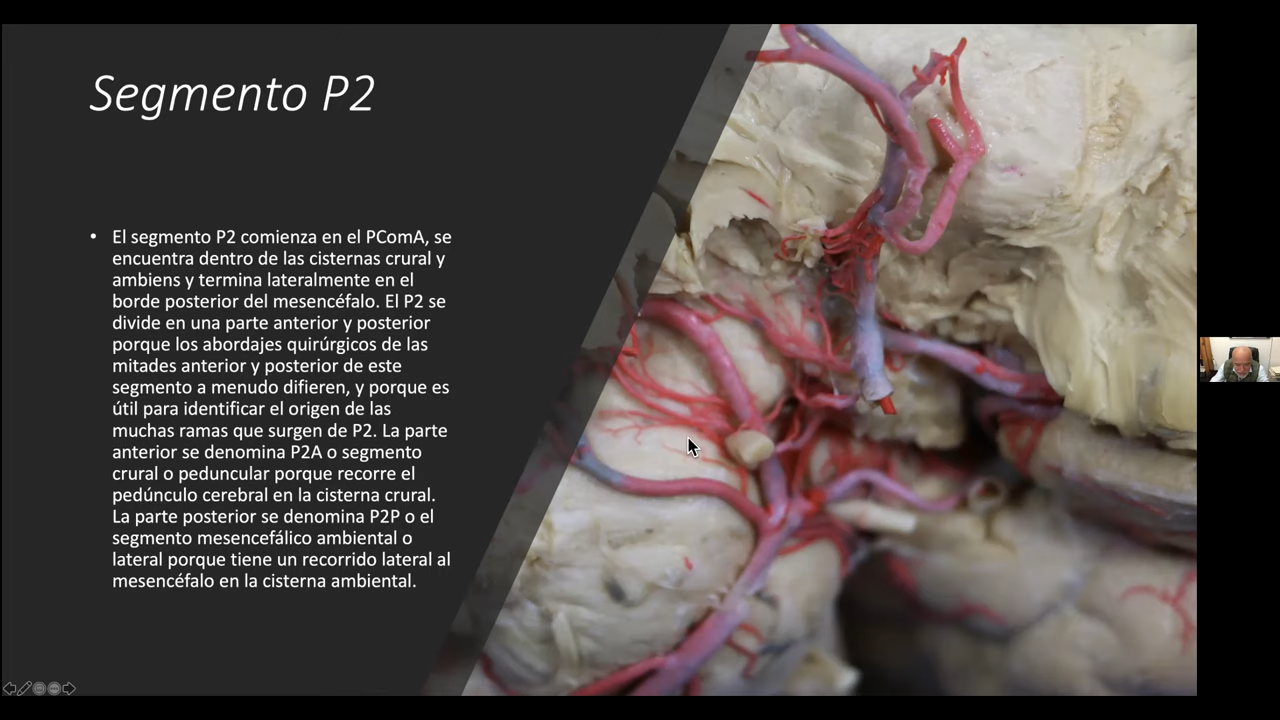 Segmento P2
• El segmento P2 comienza en el PComA, se
encuentra dentro de las cisternas crural y
ambiens y termina lateralmente en el
borde posterior del mesencéfalo. El P2 se
divide en una parte anterior y posterior
porque los abordajes quirúrgicos de las
mitades anterior y posterior de este
segmento a menudo difieren, y porque es
útil para identificar el origen de las
muchas ramas que surgen de P2. La parte
anterior se denomina P2A o segmento
crural o peduncular porque recorre el
pedúnculo cerebral en la cisterna crural.
La parte posterior se denomina P2P o el
segmento mesencefálico ambiental o
lateral porque tiene un recorrido lateral al
mesencéfalo en la cisterna ambiental.